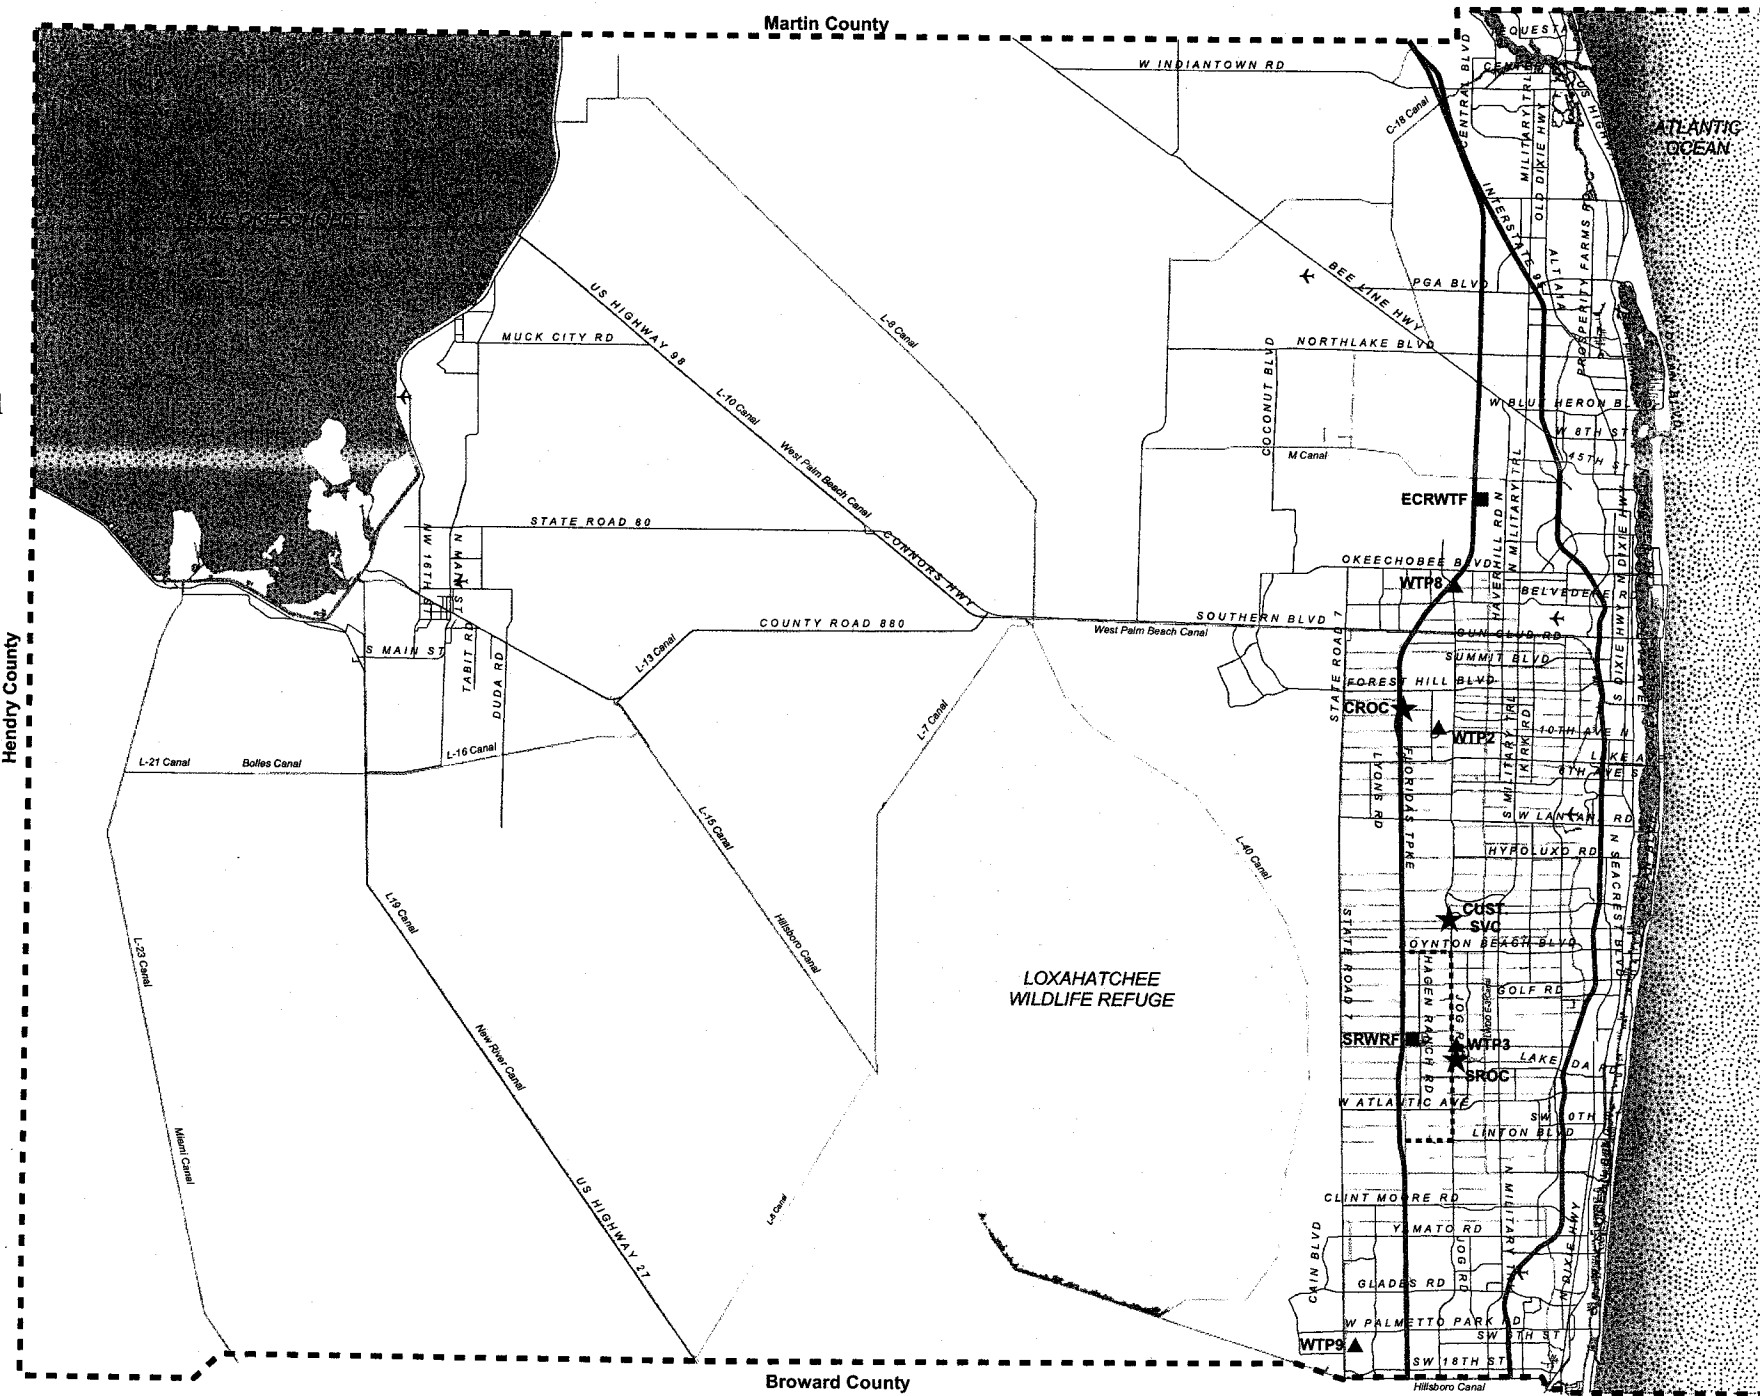 Martin County
W INDIANTOWN RD
CENTRAL BLVD
C-18 Canal
MILITARY TRL
OLD DIXIE HWY
ATLANTIC
OCEAN
INTERSTATE 95
LAKE OKEECHOBEE
PROSPERITY FARMS RD
US HIGHWAY 98
L-8 Canal
BEE LINE HWY
PGA BLVD
MUCK CITY RD
NORTHLAKE BLVD
COCONUT BLVD
L-10 Canal
West Palm Beach Canal
W BLUE HERON BLVD
W 8TH ST
45TH ST
M Canal
ECRWTF
STATE ROAD 80
CONNORS HWY
NW 16TH ST
N MAIN ST
HAVERHILL RD N
N MILITARY TRL
N DIXIE HWY
OKEECHOBEE BLVD
WTP8
BELVEDERE RD
SOUTHERN BLVD
West Palm Beach Canal
COUNTY ROAD 880
GUN CLUB RD
SUMMIT BLVD
FOREST HILL BLVD
STATE ROAD 7
S DIXIE HWY
Hendry County
S MAIN ST
TABIT RD
DUDA RD
L-13 Canal
L-7 Canal
CROC
WTP2
10TH AVE N
6TH AVE S
KIRK RD
S MILITARY TRL
L-16 Canal
L-21 Canal
Bolles Canal
LYONS RD
FLORIDAS TPKE
W LANTANA RD
HYPOLUXO RD
L-15 Canal
L-40 Canal
N SEACREST BLVD
L19 Canal
L-23 Canal
Hillsboro Canal
CUST
SVC
BOYNTON BEACH BLVD
STATE ROAD 7
HAGEN RANCH RD
JOG RD
GOLF RD
LOXAHATCHEE
WILDLIFE REFUGE
New River Canal
SRWRF
WTP3
SROC
LAKE IDA RD
W ATLANTIC AVE
SW 10TH ST
LINTON BLVD
Miami Canal
US HIGHWAY 27
CLINT MOORE RD
YAMATO RD
N MILITARY TRL
JOG RD
N DIXIE HWY
CAIN BLVD
GLADES RD
W PALMETTO PARK RD
SW 8TH ST
WTP9
SW 18TH ST
Hillsboro Canal
Broward County